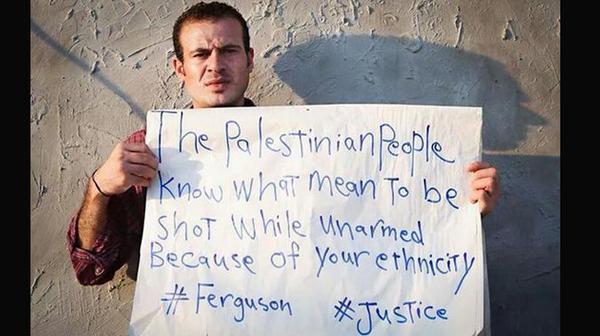 The Palestinian People
Know what mean to be
shot while unarmed
Because of your ethnicity
#Ferguson #Justice